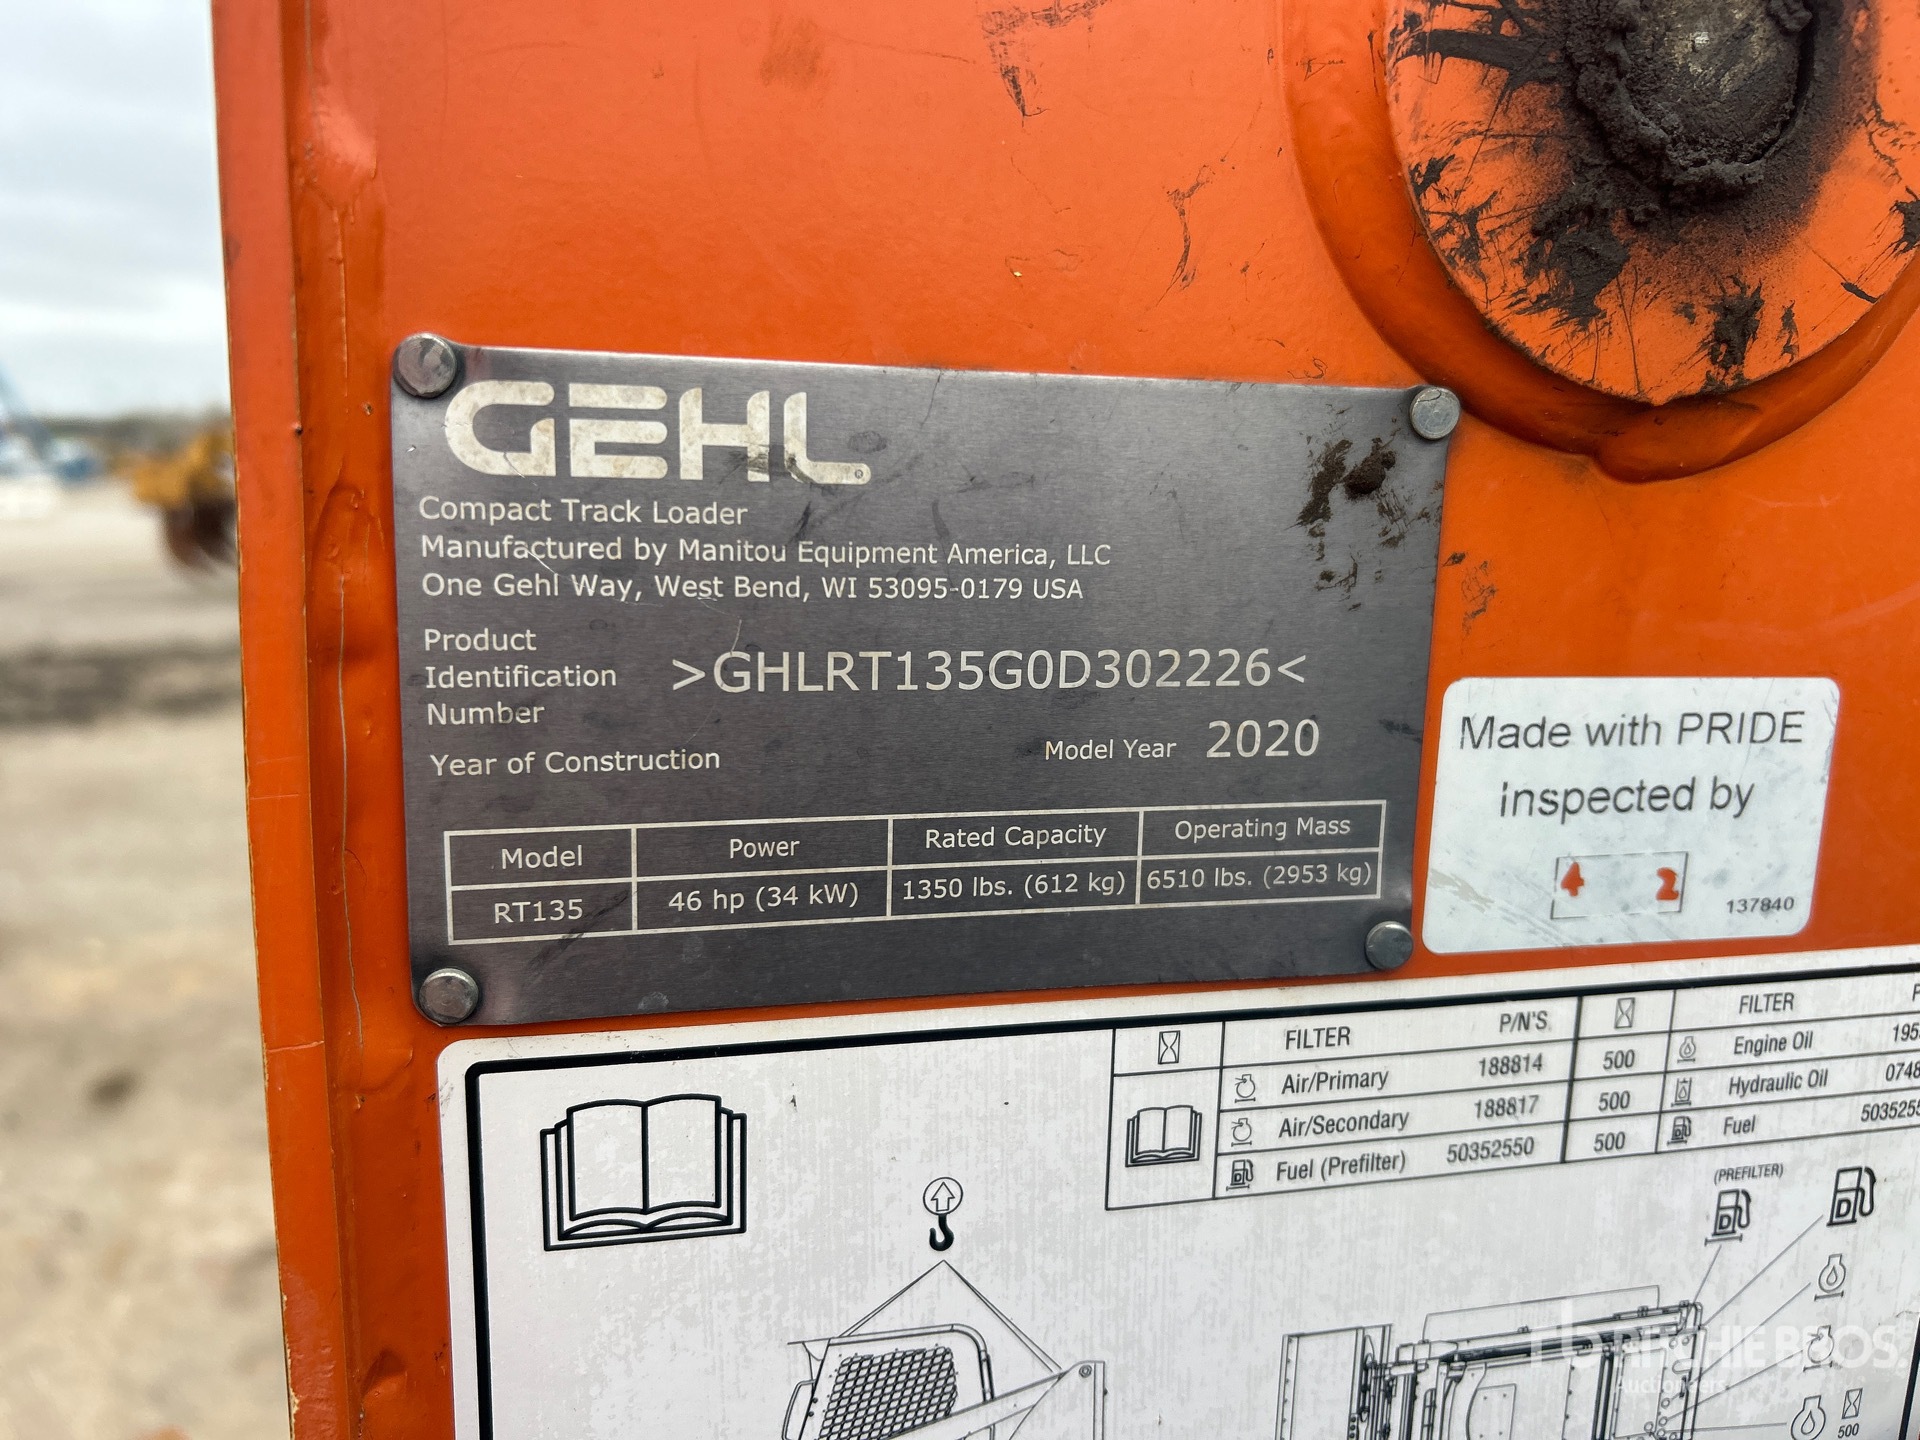 GEHL®
Compact Track Loader
Manufactured by Manitou Equipment America, LLC
One Gehl Way, West Bend, WI 53095-0179 USA
Product
Identification
Number
>GHLRT135G0D302226<
Year of Construction
Model Year 2020
Model Power Rated Capacity Operating Mass
RT135 46 hp (34 kW) 1350 lbs. (612 kg) 6510 lbs. (2953 kg)
Made with PRIDE
inspected by
4 2
137840
FILTER P/N'S. FILTER
Air/Primary 188814 500 Engine Oil
Air/Secondary 188817 500 Hydraulic Oil
Fuel (Prefilter) 50352550 500 Fuel
(PREFILTER)
D
D
500
RITCHIE BROS.
Auctioneers